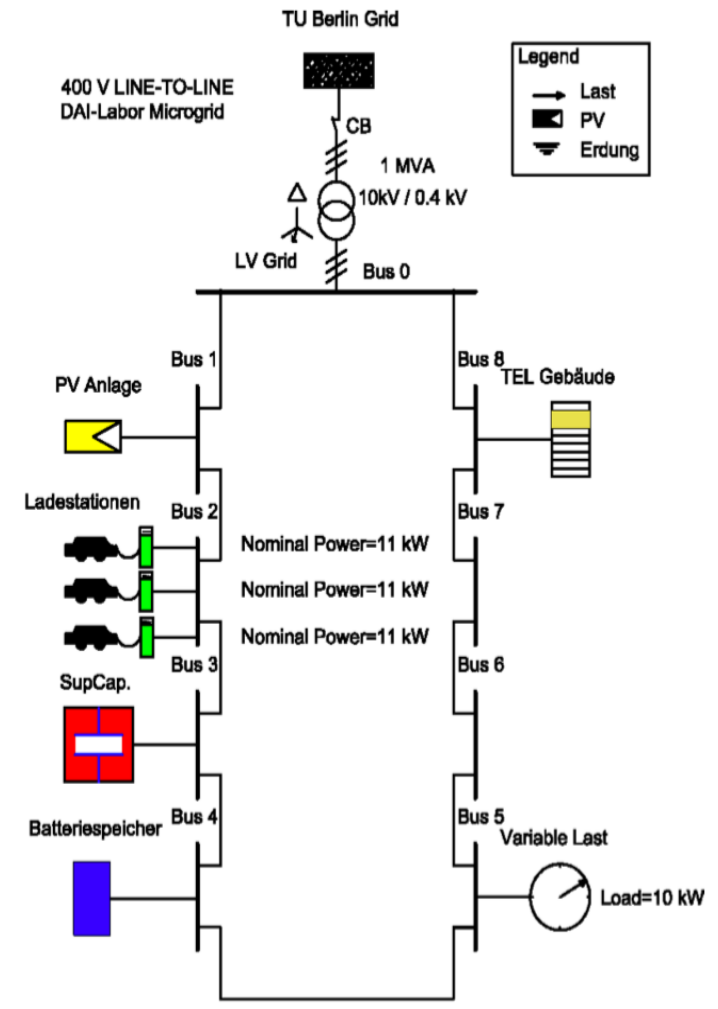 TU Berlin Grid
400 V LINE-TO-LINE
DAI-Labor Microgrid
Legend
Last
PV
Erdung
CB
1 MVA
10kV / 0.4 kV
LV Grid
Bus 0
Bus 1
Bus 8
PV Anlage
TEL Gebäude
Ladestationen
Bus 2
Bus 7
Nominal Power=11 kW
Nominal Power=11 kW
Nominal Power=11 kW
Bus 3
Bus 6
SupCap.
Bus 4
Bus 5
Batteriespeicher
Variable Last
Load=10 kW